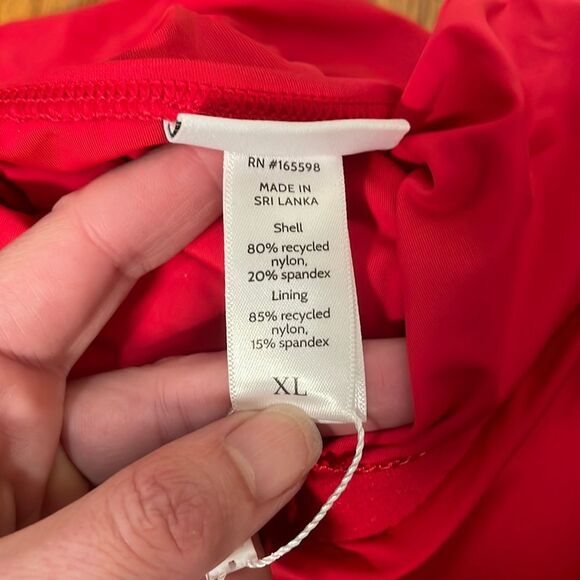 RN #165598
MADE IN
SRI LANKA
Shell
80% recycled
nylon,
20% spandex
Lining
85% recycled
nylon,
15% spandex
XL